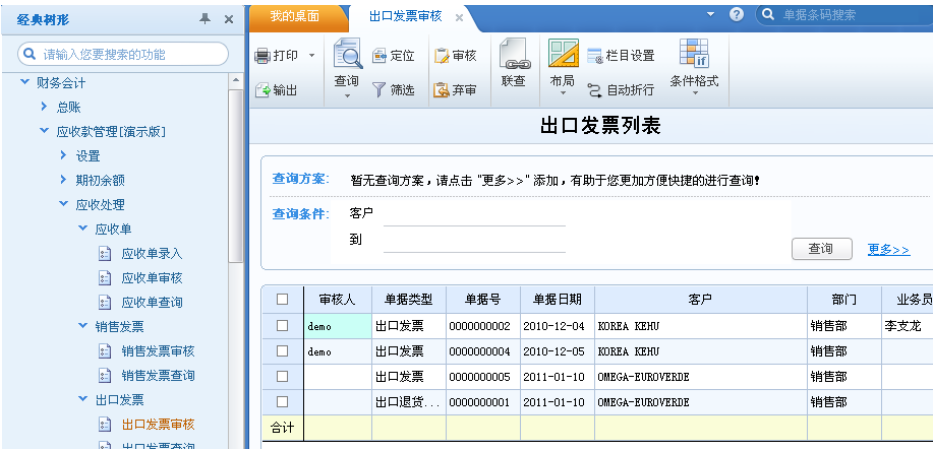 经典树形
我的桌面
出口发票审核
单据条码搜索
请输入您要搜索的功能
财务会计
总账
应收款管理[演示版]
设置
期初余额
应收处理
应收单
应收单录入
应收单审核
应收单查询
销售发票
销售发票审核
销售发票查询
出口发票
出口发票审核
出口发票查询
打印 查询 定位 审核 联查 布局 栏目设置 条件格式
输出 筛选 弃审 自动折行
出口发票列表
查询方案: 暂无查询方案,请点击 "更多>>" 添加,有助于您更加方便快捷的进行查询!
查询条件: 客户
到
查询 更多>>
审核人 单据类型 单据号 单据日期 客户 部门 业务员
demo 出口发票 0000000002 2010-12-04 KOREA KEHU 销售部 李支龙
demo 出口发票 0000000004 2010-12-05 KOREA KEHU 销售部
出口发票 0000000005 2011-01-10 OMEGA-EUROVERDE 销售部
出口退货... 0000000001 2011-01-10 OMEGA-EUROVERDE 销售部
合计